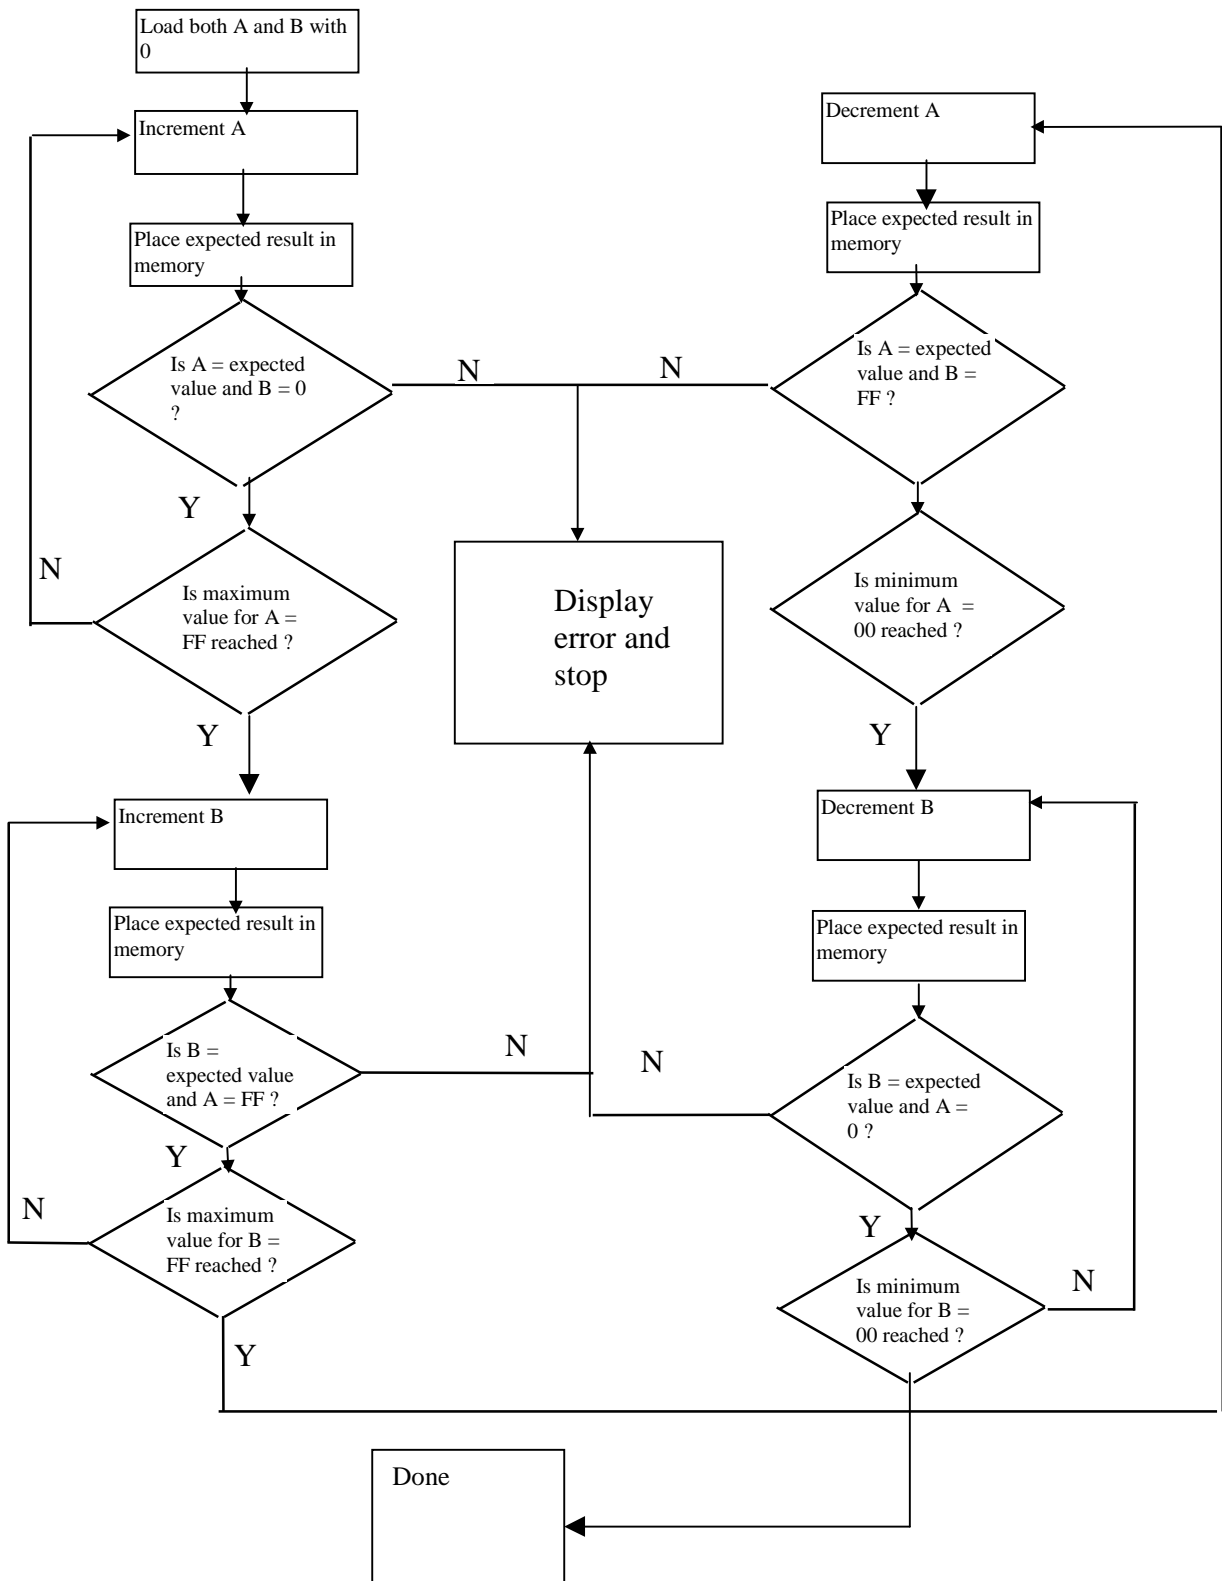 Load both A and B with
0
Increment A
Place expected result in
memory
Is A = expected
value and B = 0
?
N
Y
Is maximum
value for A =
FF reached ?
N
Y
Increment B
Place expected result in
memory
Is B =
expected value
and A = FF ?
N
Y
Is maximum
value for B =
FF reached ?
N
Y
Display
error and
stop
Decrement A
Place expected result in
memory
Is A = expected
value and B =
FF ?
N
Is minimum
value for A =
00 reached ?
Y
Decrement B
Place expected result in
memory
Is B = expected
value and A =
0 ?
N
Y
Is minimum
value for B =
00 reached ?
N
Done